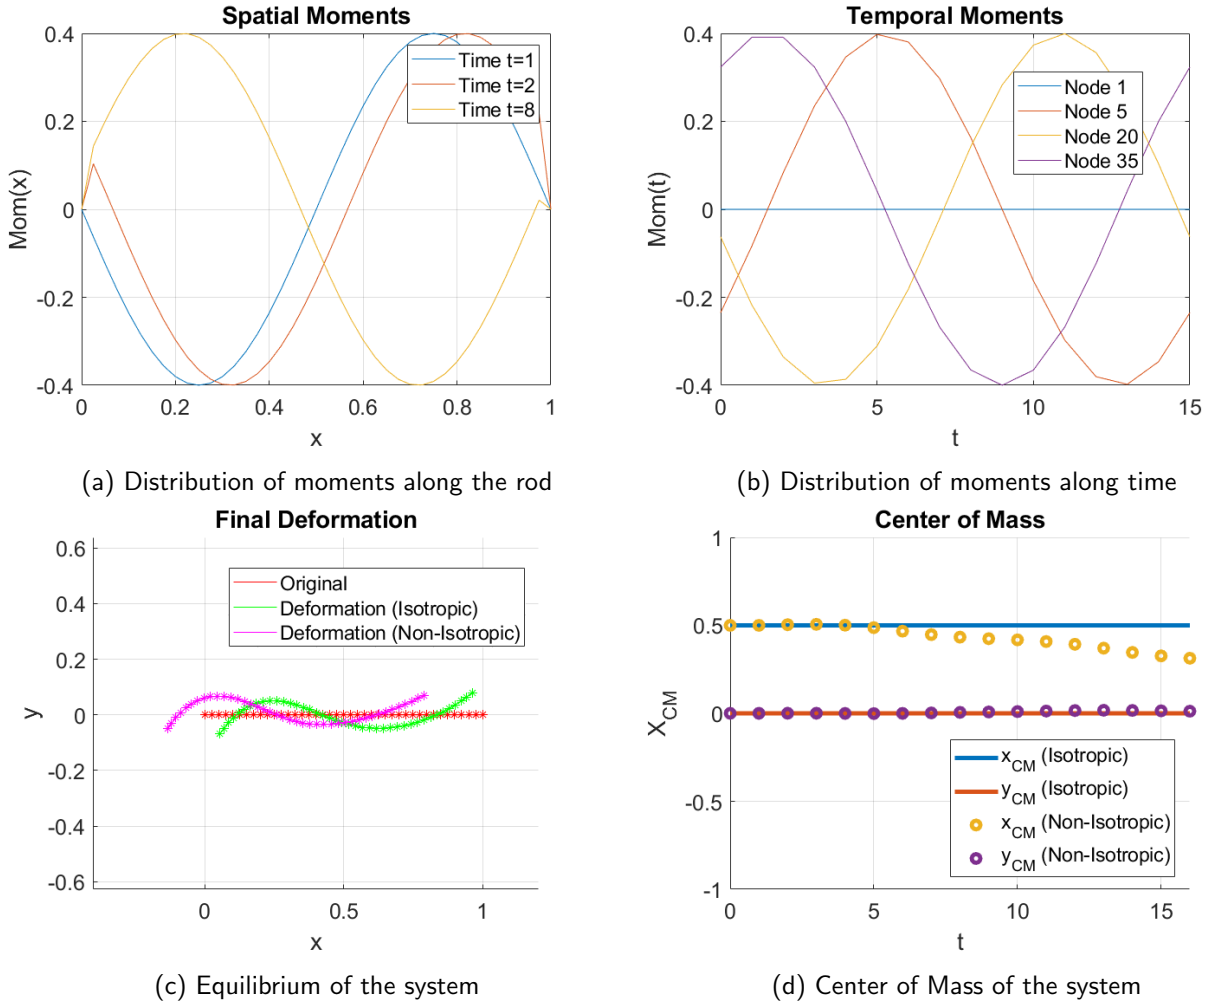 Spatial Moments
0.4
0.2
0
-0.2
-0.4
Mom(x)
0
0.2
0.4
0.6
0.8
1
x
Time t=1
Time t=2
Time t=8
(a) Distribution of moments along the rod
Temporal Moments
0.4
0.2
0
-0.2
-0.4
Mom(t)
0
5
10
15
t
Node 1
Node 5
Node 20
Node 35
(b) Distribution of moments along time
Final Deformation
0.6
0.4
0.2
0
-0.2
-0.4
-0.6
y
0
0.5
1
x
Original
Deformation (Isotropic)
Deformation (Non-Isotropic)
(c) Equilibrium of the system
Center of Mass
1
0.5
0
-0.5
-1
X_CM
0
5
10
15
t
x_CM (Isotropic)
y_CM (Isotropic)
x_CM (Non-Isotropic)
y_CM (Non-Isotropic)
(d) Center of Mass of the system